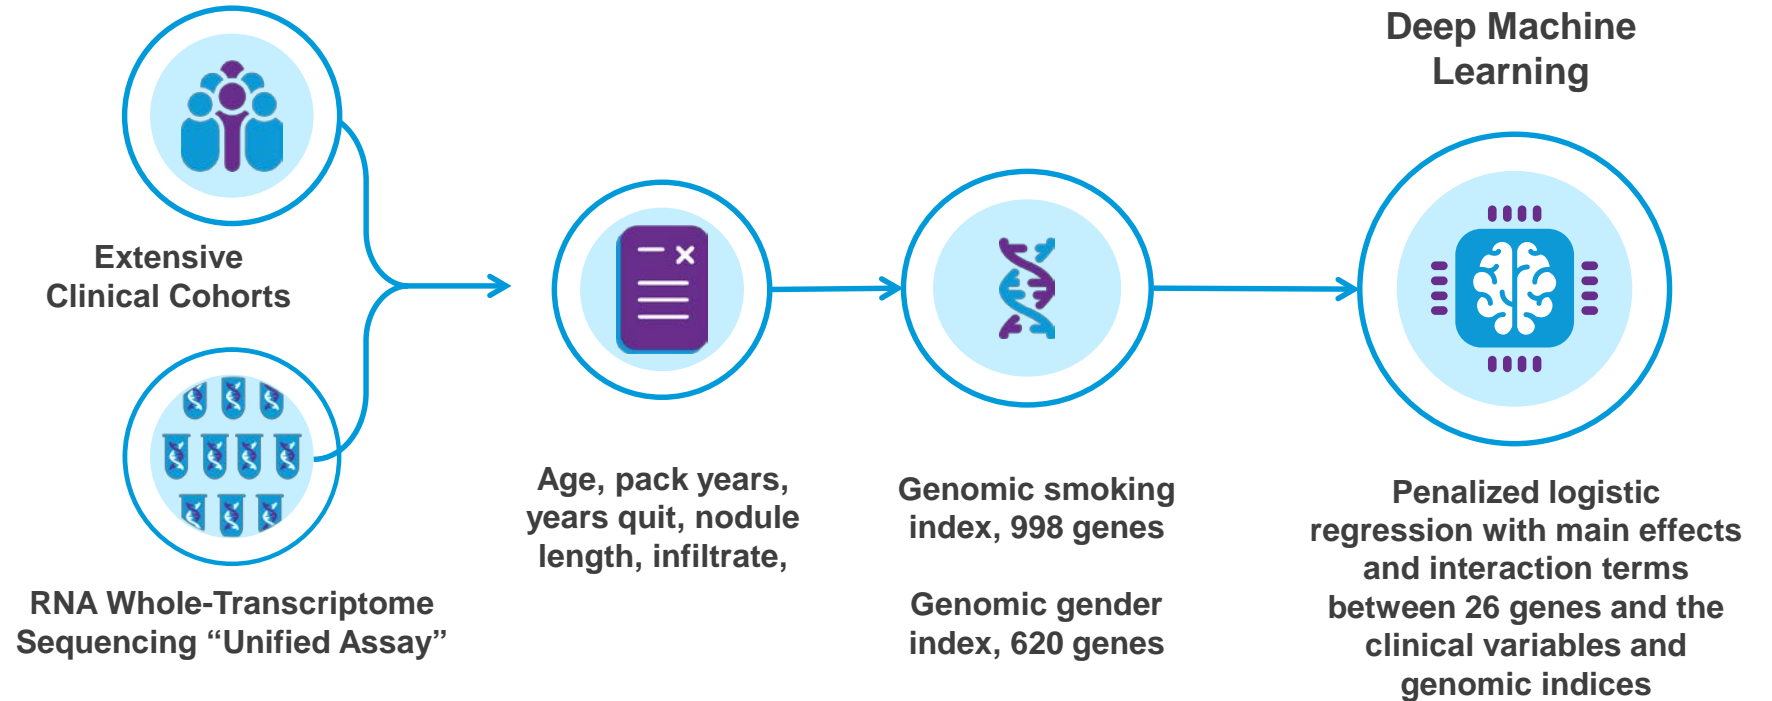 Deep Machine
Learning
Extensive
Clinical Cohorts
RNA Whole-Transcriptome
Sequencing “Unified Assay”
Age, pack years,
years quit, nodule
length, infiltrate,
Genomic smoking
index, 998 genes
Genomic gender
index, 620 genes
Penalized logistic
regression with main effects
and interaction terms
between 26 genes and the
clinical variables and
genomic indices